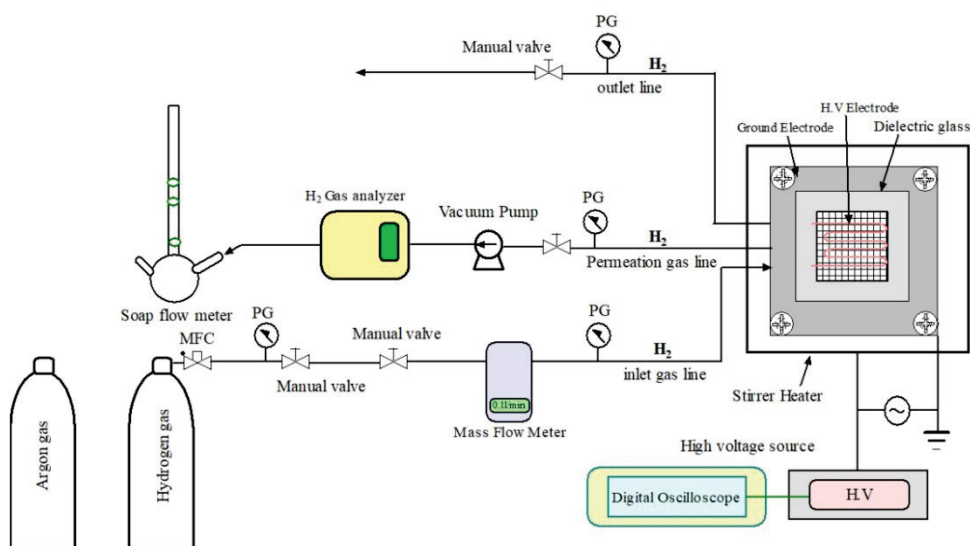 PG
Manual valve
H2
outlet line
H.V Electrode
Ground Electrode
Dielectric glass
H2 Gas analyzer
Vacuum Pump
PG
H2
Permeation gas line
Soap flow meter
MFC
PG
Manual valve
PG
Manual valve
H2
inlet gas line
0.1l/min
Mass Flow Meter
Stirrer Heater
Argon gas
Hydrogen gas
High voltage source
Digital Oscilloscope
H.V